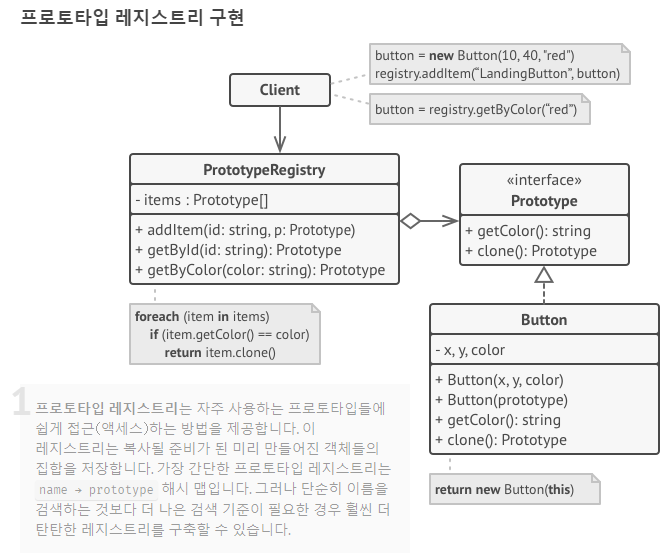 프로토타입 레지스트리 구현
button = new Button(10, 40, "red")
registry.addItem(“LandingButton”, button)
Client
button = registry.getByColor(“red”)
PrototypeRegistry
- items : Prototype[]
+ addItem(id: string, p: Prototype)
+ getById(id: string): Prototype
+ getByColor(color: string): Prototype
«interface»
Prototype
+ getColor(): string
+ clone(): Prototype
foreach (item in items)
if (item.getColor() == color)
return item.clone()
Button
- x, y, color
+ Button(x, y, color)
+ Button(prototype)
+ getColor(): string
+ clone(): Prototype
return new Button(this)
1
프로토타입 레지스트리는 자주 사용하는 프로토타입들에
쉽게 접근(액세스)하는 방법을 제공합니다. 이
레지스트리는 복사될 준비가 된 미리 만들어진 객체들의
집합을 저장합니다. 가장 간단한 프로토타입 레지스트리는
name → prototype 해시 맵입니다. 그러나 단순히 이름을
검색하는 것보다 더 나은 검색 기준이 필요한 경우 훨씬 더
탄탄한 레지스트리를 구축할 수 있습니다.